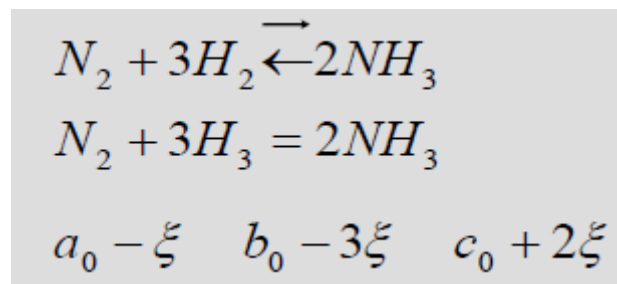 N₂ + 3H₂ ⇄ 2NH₃
N₂ + 3H₃ = 2NH₃
a₀ − ξ b₀ − 3ξ c₀ + 2ξ